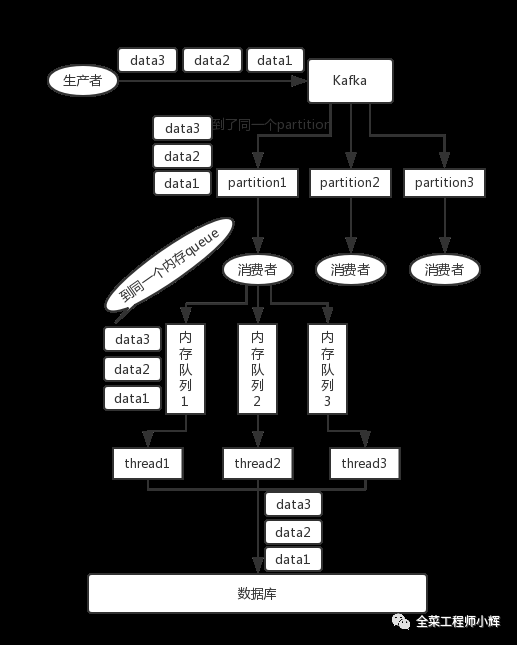 data3 data2 data1
生产者
Kafka
data3
到了同一个partition
data2
data1
partition1 partition2 partition3
到同一个内存queue
消费者 消费者 消费者
data3
data2
data1
内存队列1
内存队列2
内存队列3
thread1 thread2 thread3
data3
data2
data1
数据库
全菜工程师小辉